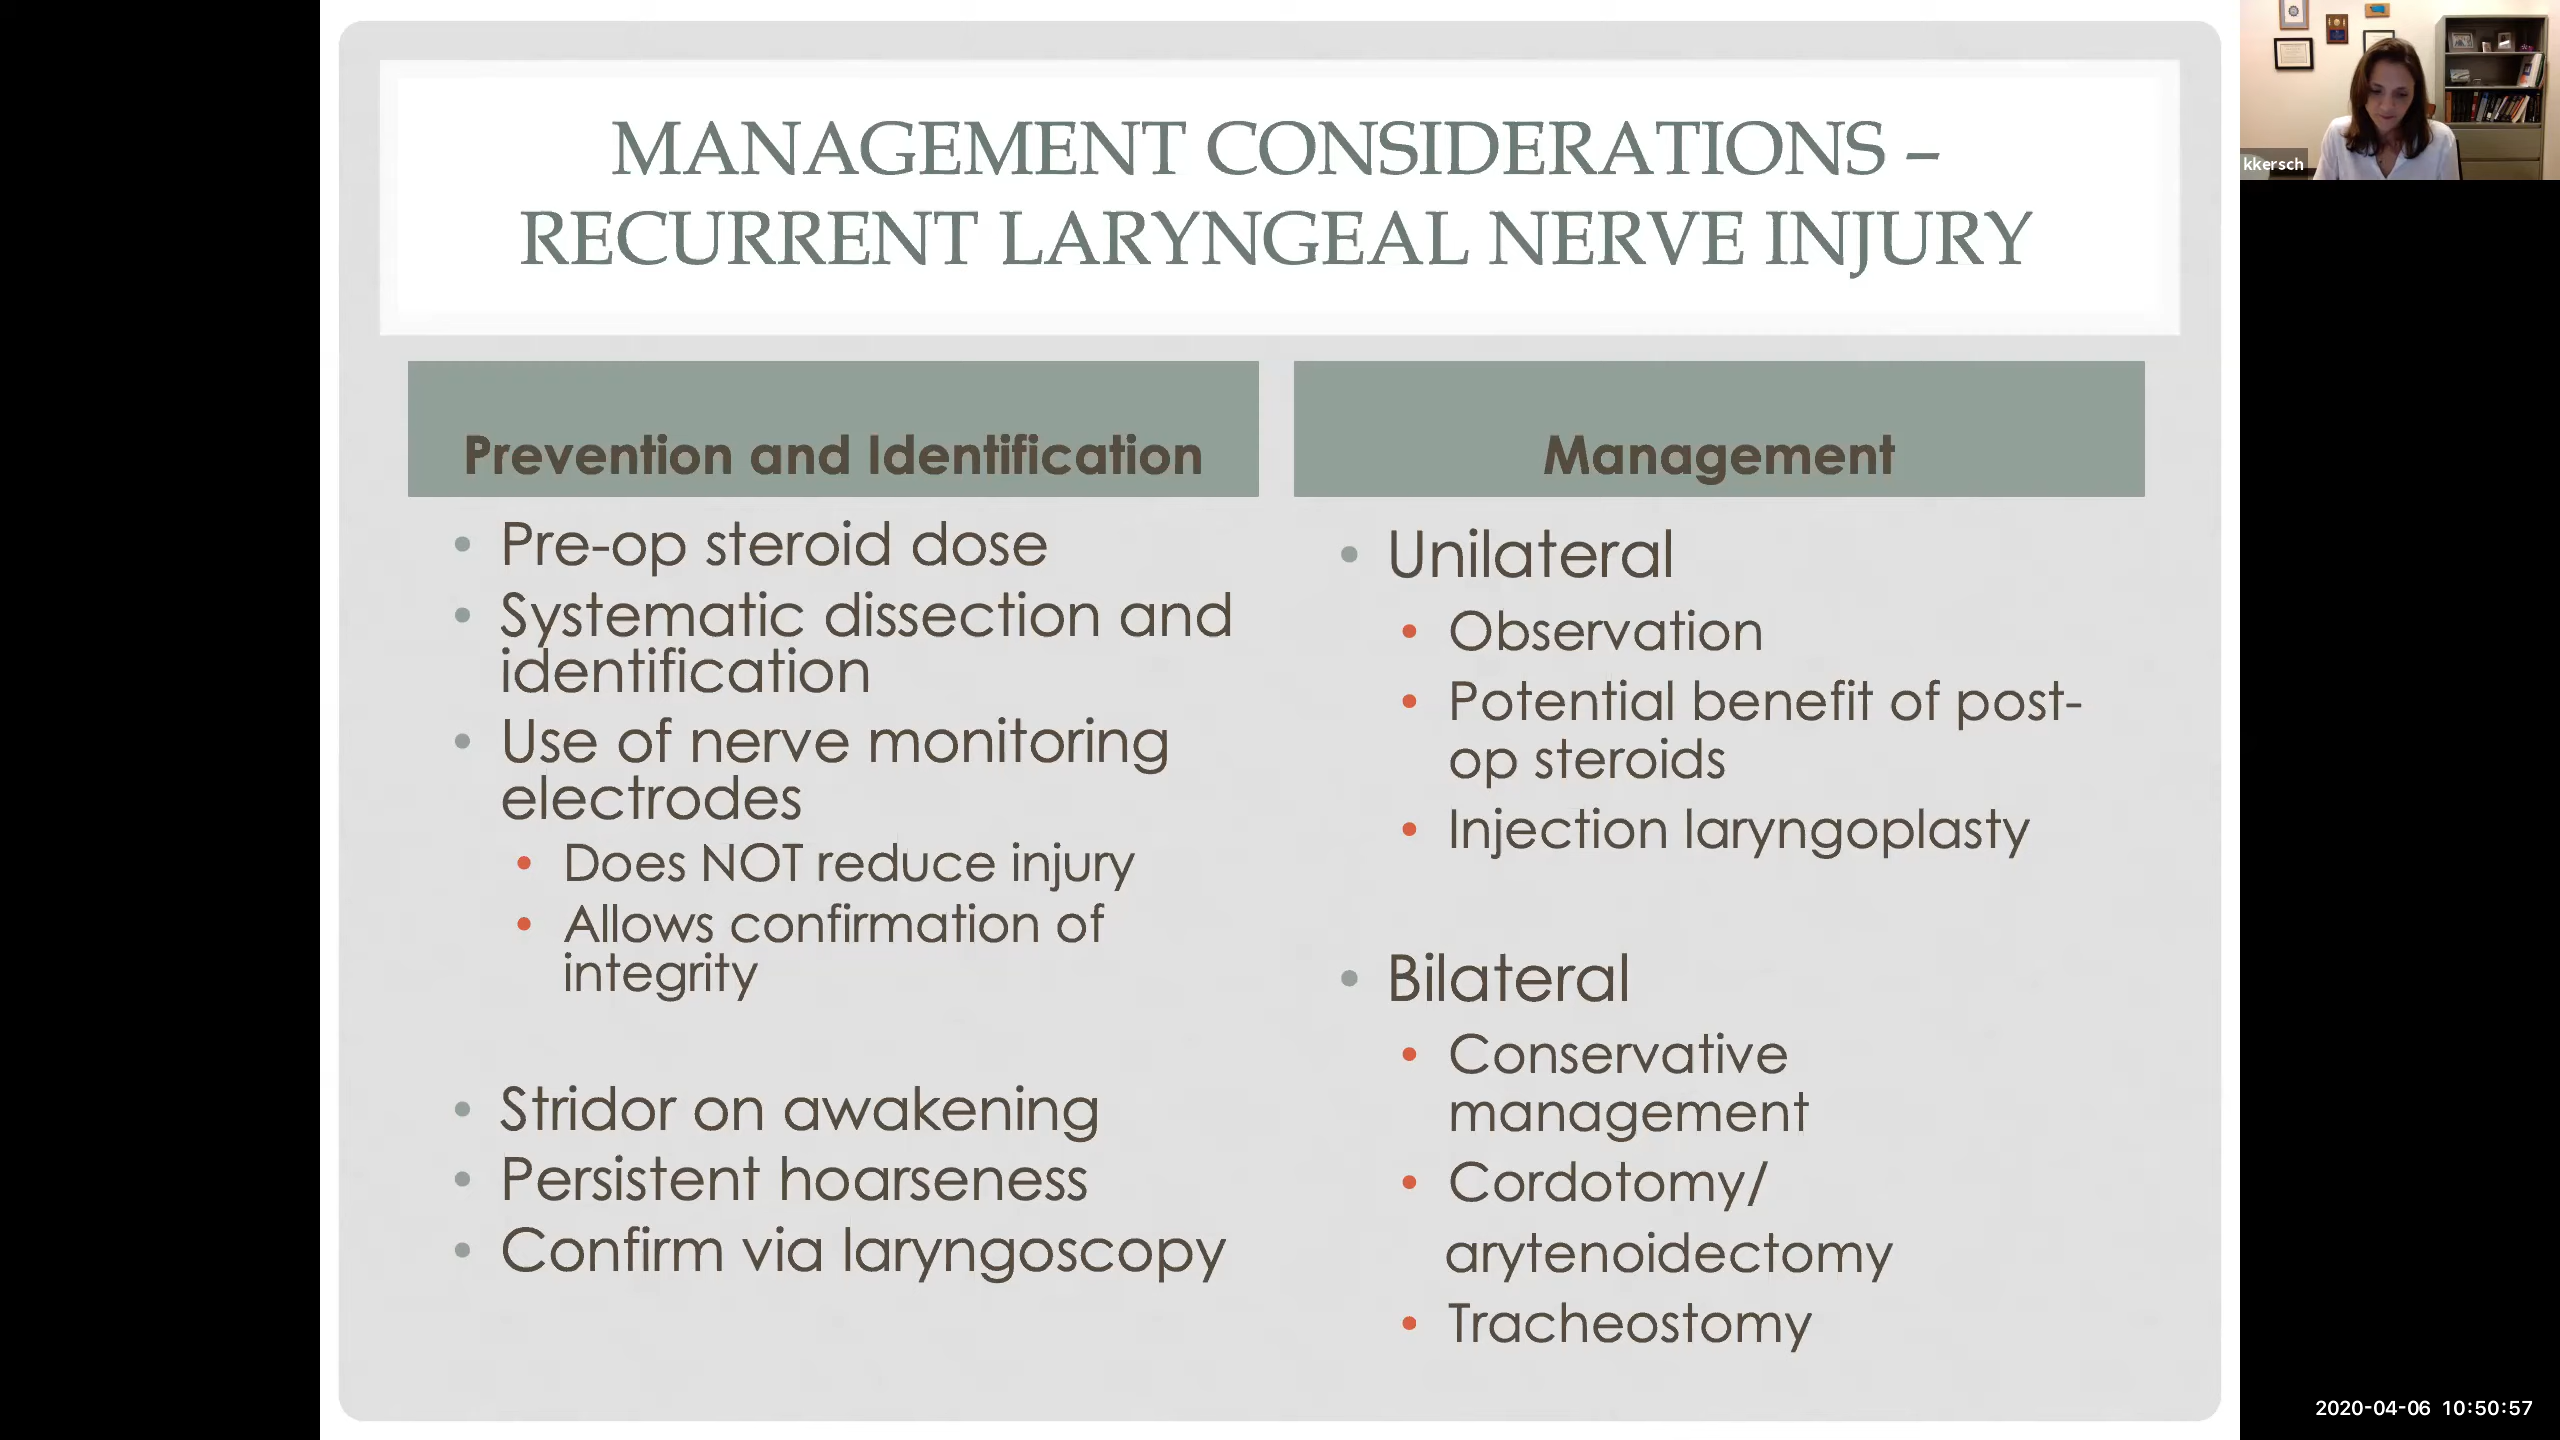 MANAGEMENT CONSIDERATIONS –
RECURRENT LARYNGEAL NERVE INJURY
Prevention and Identification
• Pre-op steroid dose
• Systematic dissection and
identification
• Use of nerve monitoring
electrodes
• Does NOT reduce injury
• Allows confirmation of
integrity
• Stridor on awakening
• Persistent hoarseness
• Confirm via laryngoscopy
Management
• Unilateral
• Observation
• Potential benefit of post-
op steroids
• Injection laryngoplasty
• Bilateral
• Conservative
management
• Cordotomy/
arytenoidectomy
• Tracheostomy
kkersch
2020-04-06 10:50:57